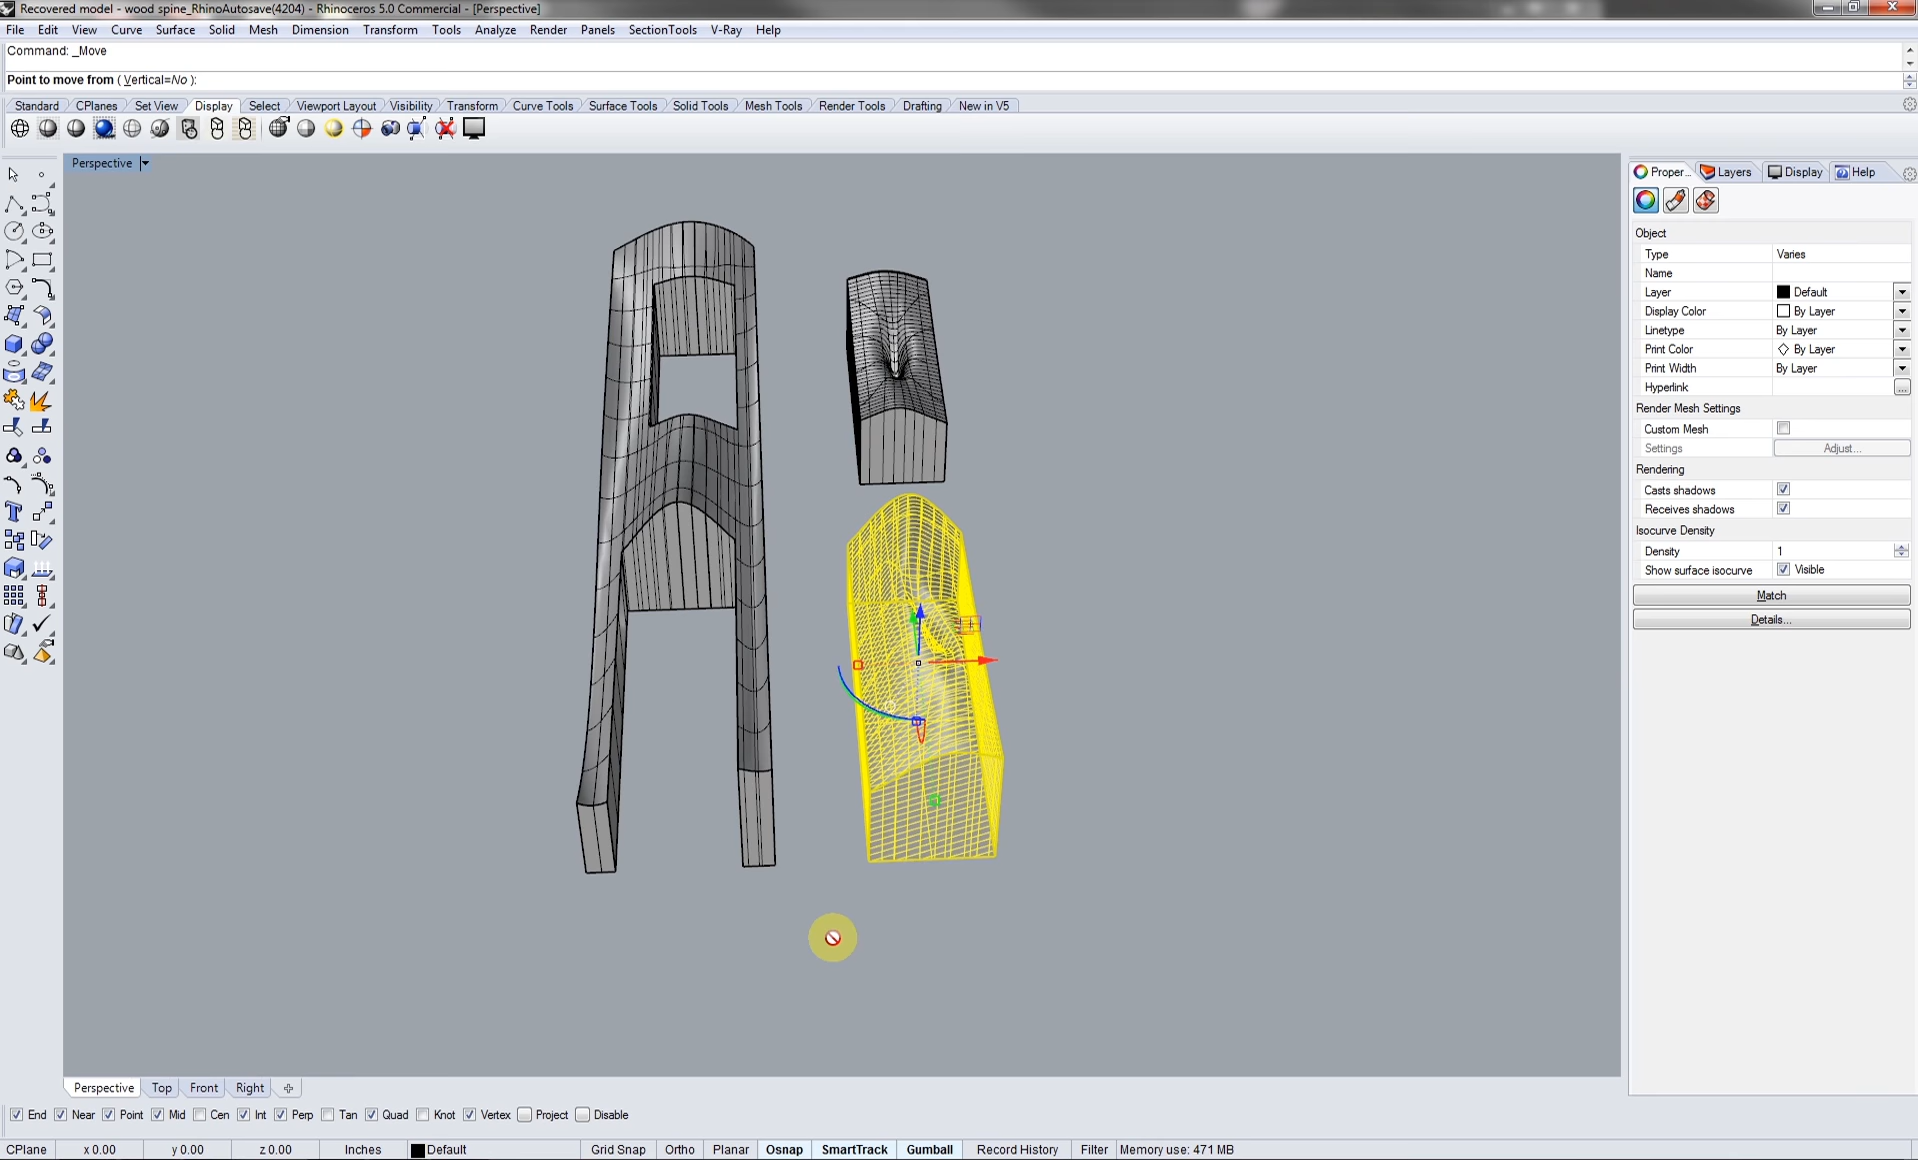 Recovered model - wood spine_RhinoAutosave(4204) - Rhinoceros 5.0 Commercial - [Perspective]
File Edit View Curve Surface Solid Mesh Dimension Transform Tools Analyze Render Panels SectionTools V-Ray Help
Command: _Move
Point to move from ( Vertical=No ):
Standard CPlanes Set View Display Select Viewport Layout Visibility Transform Curve Tools Surface Tools Solid Tools Mesh Tools Render Tools Drafting New in V5
Perspective
Proper... Layers Display Help
Object
Type Varies
Name
Layer Default
Display Color By Layer
Linetype By Layer
Print Color By Layer
Print Width By Layer
Hyperlink ...
Render Mesh Settings
Custom Mesh
Settings Adjust...
Rendering
Casts shadows
Receives shadows
Isocurve Density
Density 1
Show surface isocurve Visible
Match
Details...
Perspective Top Front Right
End Near Point Mid Cen Int Perp Tan Quad Knot Vertex Project Disable
CPlane x 0.00 y 0.00 z 0.00 Inches Default Grid Snap Ortho Planar Osnap SmartTrack Gumball Record History Filter Memory use: 471 MB